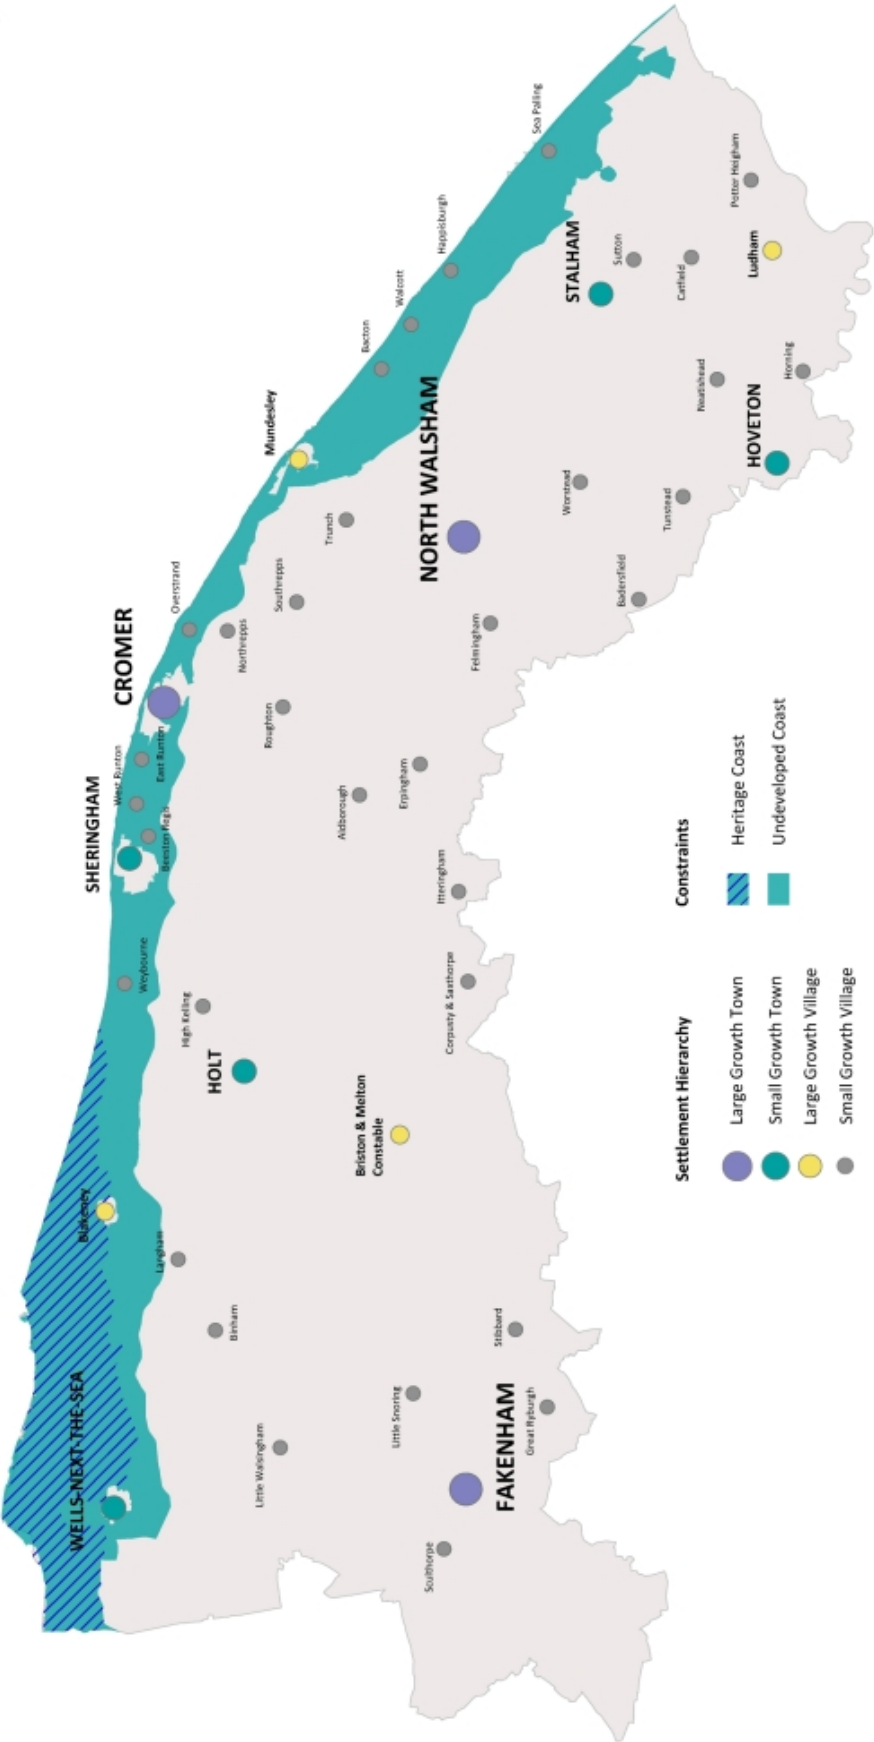 WELLS-NEXT-THE-SEA
Blakeney
Weybourne
SHERINGHAM
Beeston Regis
West Runton
East Runton
CROMER
Overstrand
Northrepps
Southrepps
Trunch
Mundesley
Bacton
Walcott
Happisburgh
Sea Palling
Langham
Binham
Little Walsingham
HOLT
High Kelling
Roughton
Aldborough
Erpingham
Itteringham
Corpusty & Saxthorpe
Briston & Melton
Constable
Little Snoring
Sculthorpe
FAKENHAM
Great Ryburgh
Stibbard
NORTH WALSHAM
Felmingham
Worstead
Badersfield
Tunstead
HOVETON
Neatishead
Horning
STALHAM
Sutton
Catfield
Ludham
Potter Heigham
Settlement Hierarchy
Large Growth Town
Small Growth Town
Large Growth Village
Small Growth Village
Constraints
Heritage Coast
Undeveloped Coast